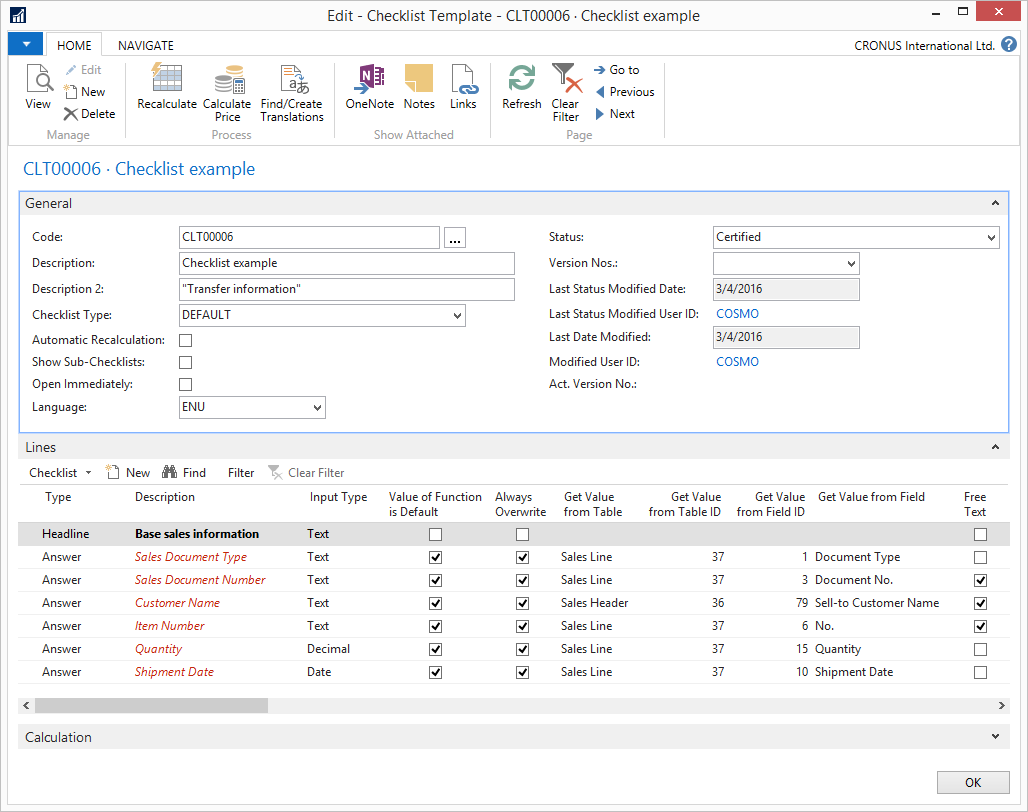 Edit - Checklist Template - CLT00006 · Checklist example
HOME NAVIGATE CRONUS International Ltd. ?
View
Edit
New
Delete
Manage
Recalculate
Calculate Price
Find/Create Translations
Process
OneNote
Notes
Links
Show Attached
Refresh
Clear Filter
Go to
Previous
Next
Page
CLT00006 · Checklist example
General
Code: CLT00006 ...
Description: Checklist example
Description 2: "Transfer information"
Checklist Type: DEFAULT
Automatic Recalculation:
Show Sub-Checklists:
Open Immediately:
Language: ENU
Status: Certified
Version Nos.:
Last Status Modified Date: 3/4/2016
Last Status Modified User ID: COSMO
Last Date Modified: 3/4/2016
Modified User ID: COSMO
Act. Version No.:
Lines
Checklist New Find Filter Clear Filter
Type Description Input Type Value of Function is Default Always Overwrite Get Value from Table Get Value from Table ID Get Value from Field ID Get Value from Field Free Text
Headline Base sales information Text
Answer Sales Document Type Text Sales Line 37 1 Document Type
Answer Sales Document Number Text Sales Line 37 3 Document No.
Answer Customer Name Text Sales Header 36 79 Sell-to Customer Name
Answer Item Number Text Sales Line 37 6 No.
Answer Quantity Decimal Sales Line 37 15 Quantity
Answer Shipment Date Date Sales Line 37 10 Shipment Date
Calculation
OK